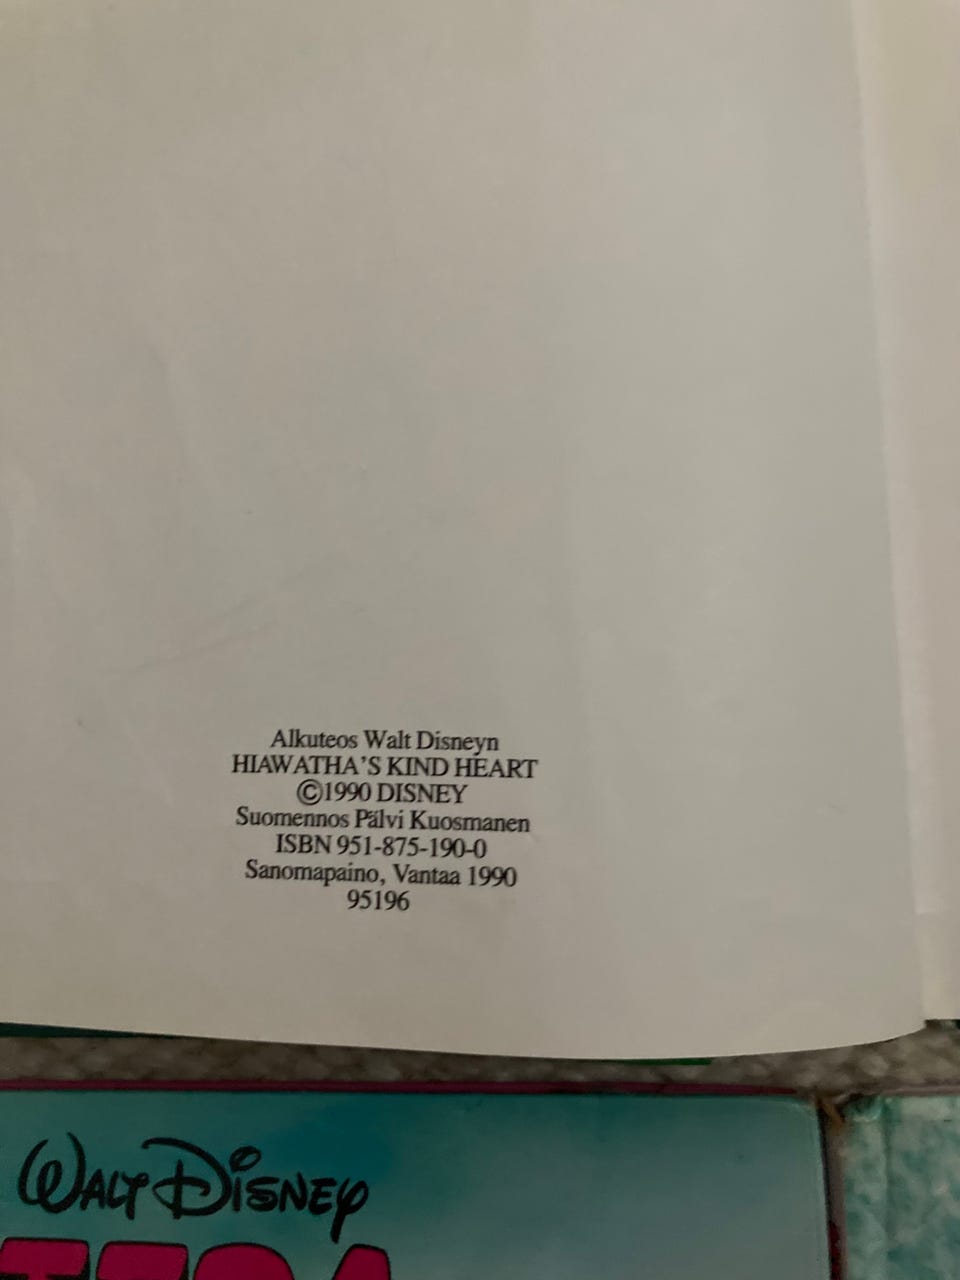 Alkuteos Walt Disneyn
HIAWATHA'S KIND HEART
©1990 DISNEY
Suomennos Pälvi Kuosmanen
ISBN 951-875-190-0
Sanomapaino, Vantaa 1990
95196
WALT DISNEY